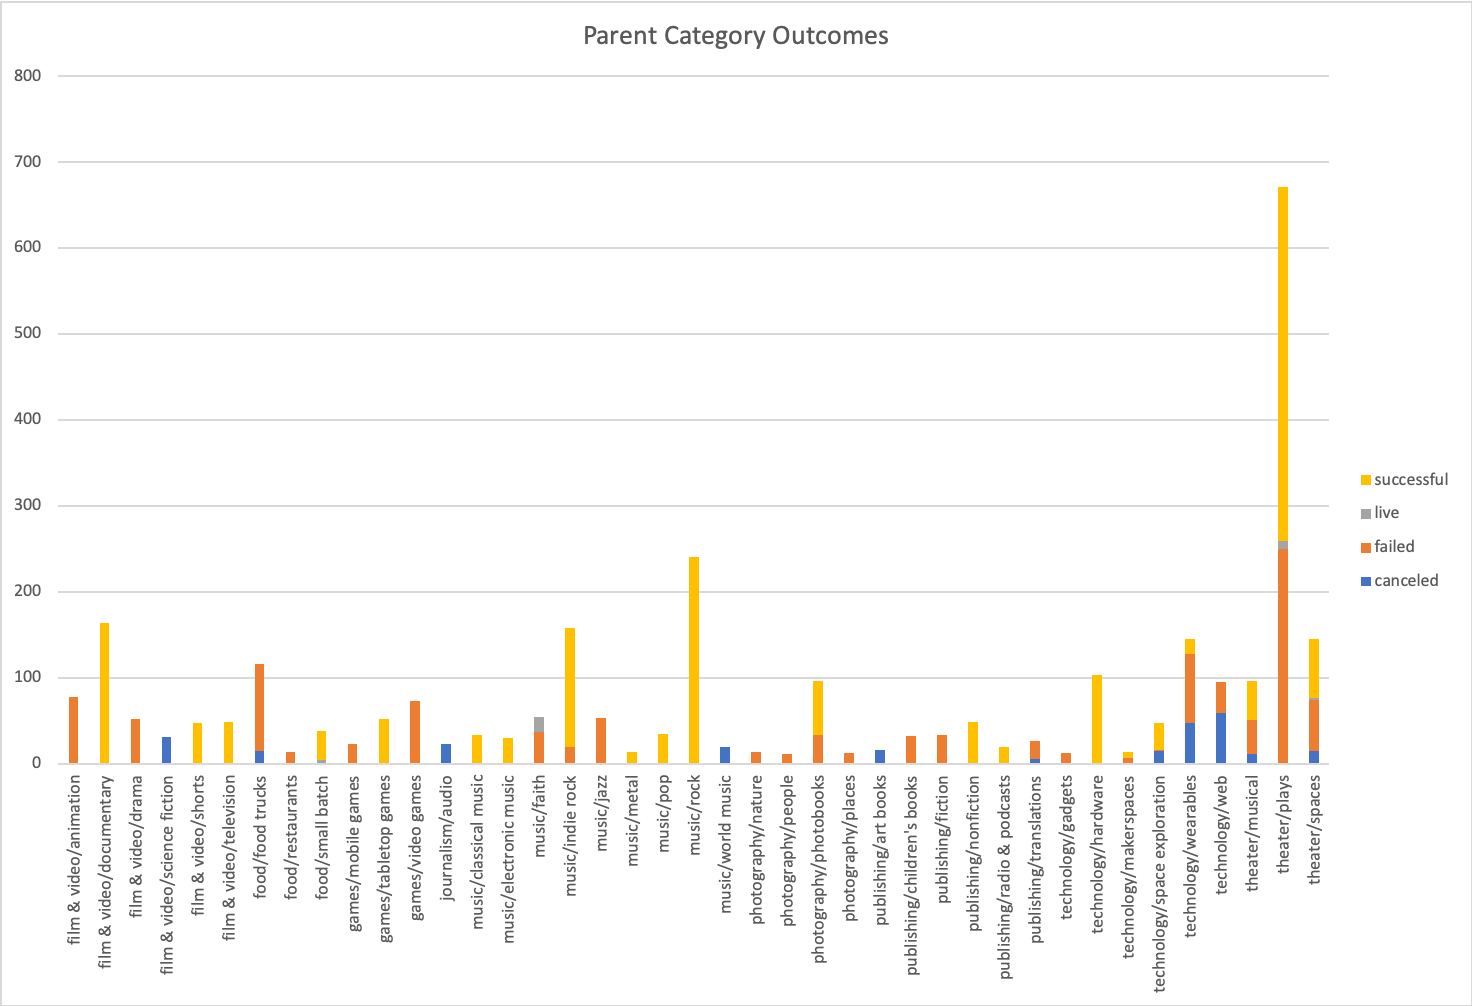 Parent Category Outcomes
800
700
600
500
400
300
200
100
0
successful
live
failed
canceled
film & video/animation
film & video/documentary
film & video/drama
film & video/science fiction
film & video/shorts
film & video/television
food/food trucks
food/restaurants
food/small batch
games/mobile games
games/tabletop games
games/video games
journalism/audio
music/classical music
music/electronic music
music/faith
music/indie rock
music/jazz
music/metal
music/pop
music/rock
music/world music
photography/nature
photography/people
photography/photobooks
photography/places
publishing/art books
publishing/children's books
publishing/fiction
publishing/nonfiction
publishing/radio & podcasts
publishing/translations
technology/gadgets
technology/hardware
technology/makerspaces
technology/space exploration
technology/wearables
technology/web
theater/musical
theater/plays
theater/spaces